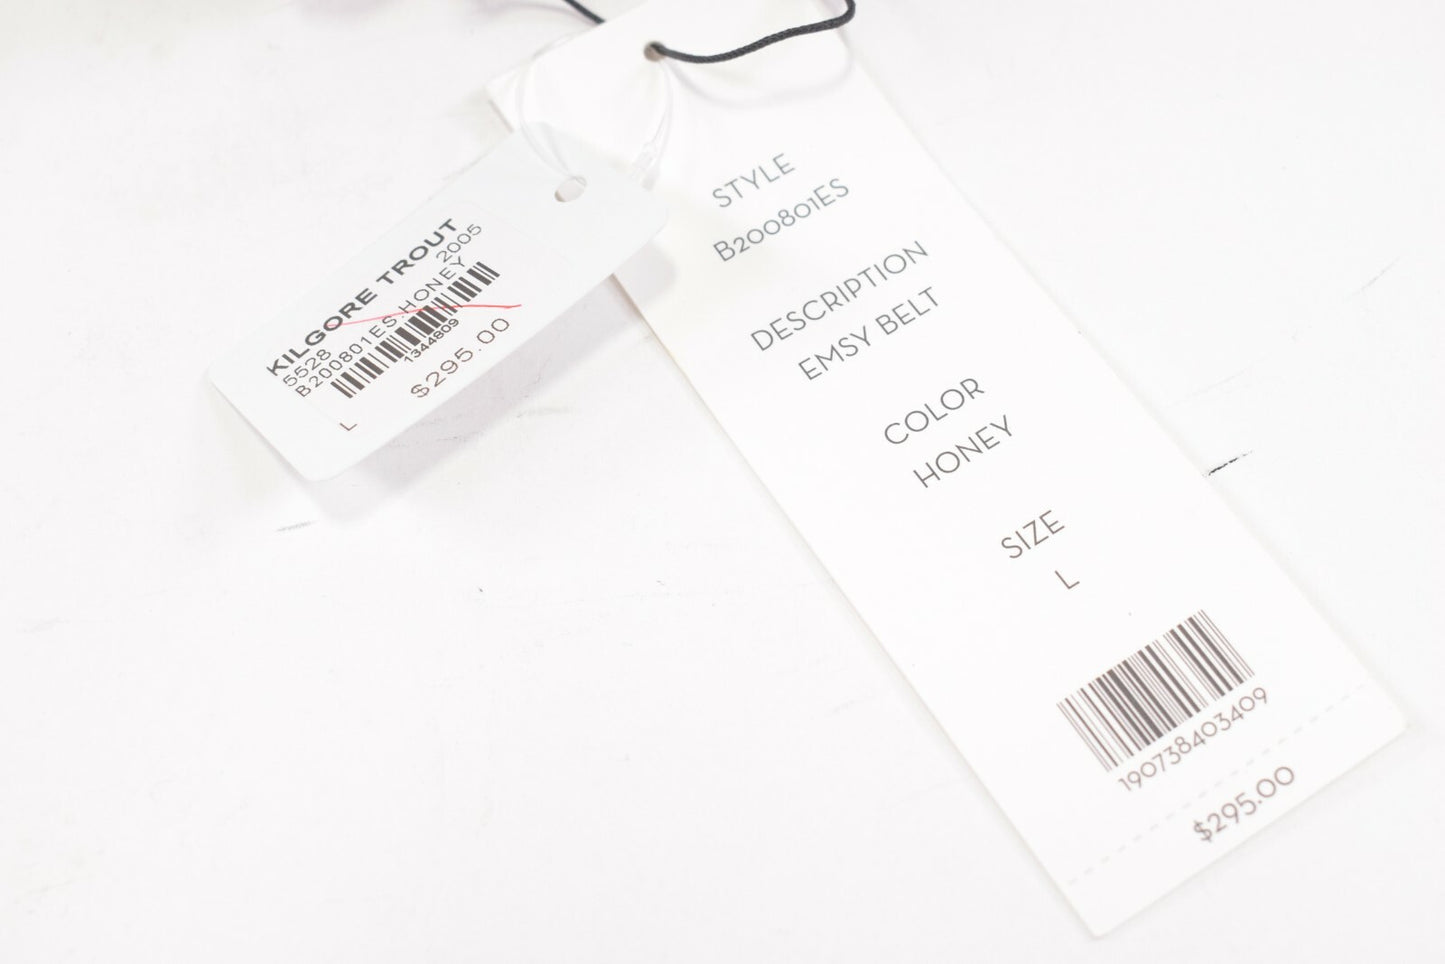 KILGORE TROUT
5528 2005
B200801ES.HONEY
1344809
$295.00
L
STYLE
B200801ES
DESCRIPTION
EMSY BELT
COLOR
HONEY
SIZE
L
190738403409
$295.00